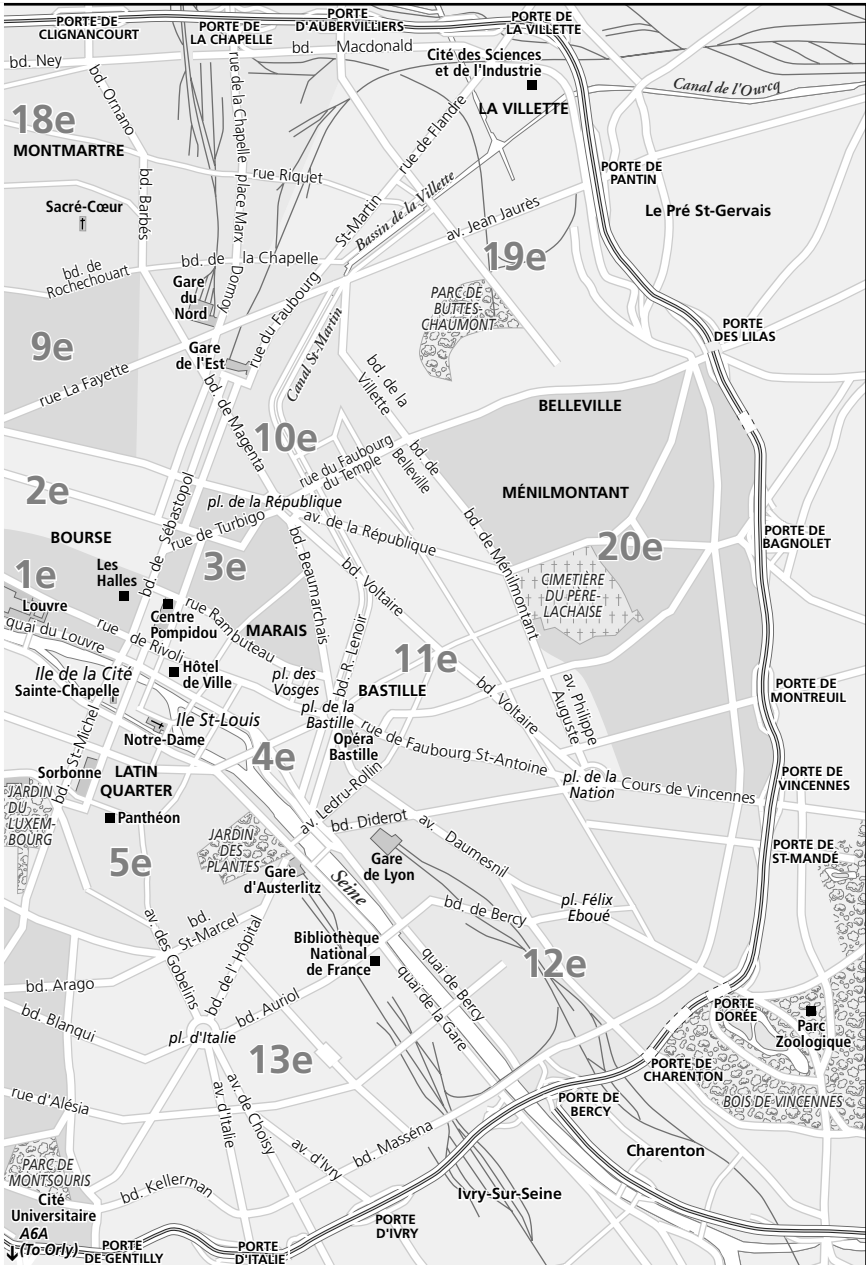 PORTE DE
CLIGNANCOURT
PORTE DE
LA CHAPELLE
PORTE
D'AUBERVILLIERS
PORTE DE
LA VILLETTE
bd. Ney
bd. Macdonald
Cité des Sciences
et de l'Industrie
LA VILLETTE
Canal de l'Ourcq
bd. Ornano
rue de la Chapelle
rue de Flandre
18e
MONTMARTRE
rue Riquet
PORTE DE
PANTIN
Sacré-Cœur
bd. Barbés
place Marx Dormoy
St-Martin
Bassin de la Villette
av. Jean Jaurès
Le Pré St-Gervais
bd. de
Rochechouart
bd. de la Chapelle
19e
Gare
du
Nord
rue du Faubourg
PARC DE
BUTTES-
CHAUMONT
PORTE
DES LILAS
9e
Gare
de l'Est
Canal St-Martin
rue La Fayette
bd. de la
Villette
bd. de Magenta
BELLEVILLE
10e
rue du Faubourg
du Temple
bd. de
Belleville
2e
bd. de Sébastopol
pl. de la République
MÉNILMONTANT
BOURSE
rue de Turbigo
av. de la République
bd. de Ménilmontant
20e
PORTE DE
BAGNOLET
1e
Les
Halles
3e
bd. Beaumarchais
bd. Voltaire
CIMETIÈRE
DU PÈRE-
LACHAISE
Louvre
Centre
Pompidou
rue Rambuteau
MARAIS
quai du Louvre
rue de Rivoli
bd. R. Lenoir
11e
Ile de la Cité
Hôtel
de Ville
pl. des
Vosges
BASTILLE
bd. Voltaire
av. Philippe
Auguste
PORTE DE
MONTREUIL
Sainte-Chapelle
Ile St-Louis
pl. de la
Bastille
bd. St-Michel
Notre-Dame
Opéra
Bastille
rue de Faubourg St-Antoine
4e
Sorbonne
LATIN
QUARTER
pl. de la
Nation
Cours de Vincennes
PORTE DE
VINCENNES
JARDIN
DU
LUXEM-
BOURG
Panthéon
av. Ledru-Rollin
bd. Diderot
av. Daumesnil
PORTE DE
ST-MANDÉ
5e
JARDIN
DES
PLANTES
Gare
d'Austerlitz
Seine
Gare
de Lyon
pl. Félix
Eboué
bd.
St-Marcel
bd. de Bercy
av. des Gobelins
bd. de l' Hôpital
Bibliothèque
National
de France
12e
quai de Bercy
quai de la Gare
bd. Arago
bd. Auriol
bd. Blanqui
pl. d'Italie
PORTE
DORÉE
Parc
Zoologique
13e
PORTE DE
CHARENTON
rue d'Alésia
av. d'Italie
av. de Choisy
PORTE DE
BERCY
BOIS DE VINCENNES
av. d'Ivry
bd. Masséna
Charenton
PARC DE
MONTSOURIS
bd. Kellerman
Ivry-Sur-Seine
Cité
Universitaire
A6A
(To Orly)
PORTE
DE GENTILLY
PORTE
D'ITALIE
PORTE
D'IVRY